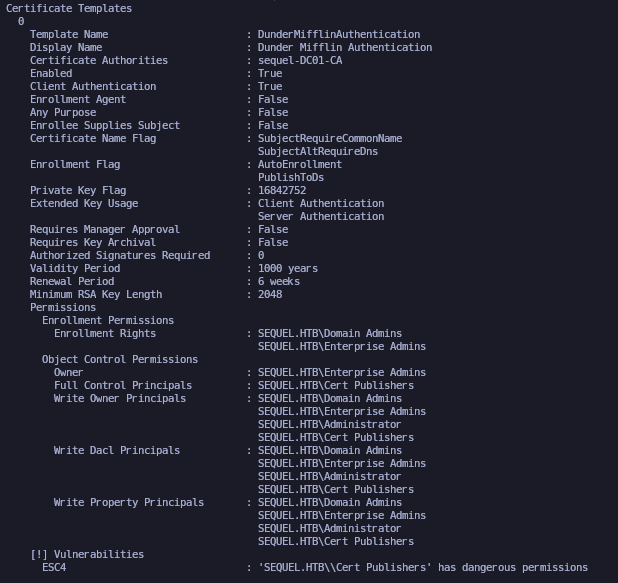 Certificate Templates
0
Template Name : DunderMifflinAuthentication
Display Name : Dunder Mifflin Authentication
Certificate Authorities : sequel-DC01-CA
Enabled : True
Client Authentication : True
Enrollment Agent : False
Any Purpose : False
Enrollee Supplies Subject : False
Certificate Name Flag : SubjectRequireCommonName
SubjectAltRequireDns
Enrollment Flag : AutoEnrollment
PublishToDs
Private Key Flag : 16842752
Extended Key Usage : Client Authentication
Server Authentication
Requires Manager Approval : False
Requires Key Archival : False
Authorized Signatures Required : 0
Validity Period : 1000 years
Renewal Period : 6 weeks
Minimum RSA Key Length : 2048
Permissions
Enrollment Permissions
Enrollment Rights : SEQUEL.HTB\Domain Admins
SEQUEL.HTB\Enterprise Admins
Object Control Permissions
Owner : SEQUEL.HTB\Enterprise Admins
Full Control Principals : SEQUEL.HTB\Cert Publishers
Write Owner Principals : SEQUEL.HTB\Domain Admins
SEQUEL.HTB\Enterprise Admins
SEQUEL.HTB\Administrator
SEQUEL.HTB\Cert Publishers
Write Dacl Principals : SEQUEL.HTB\Domain Admins
SEQUEL.HTB\Enterprise Admins
SEQUEL.HTB\Administrator
SEQUEL.HTB\Cert Publishers
Write Property Principals : SEQUEL.HTB\Domain Admins
SEQUEL.HTB\Enterprise Admins
SEQUEL.HTB\Administrator
SEQUEL.HTB\Cert Publishers
[!] Vulnerabilities
ESC4 : 'SEQUEL.HTB\\Cert Publishers' has dangerous permissions